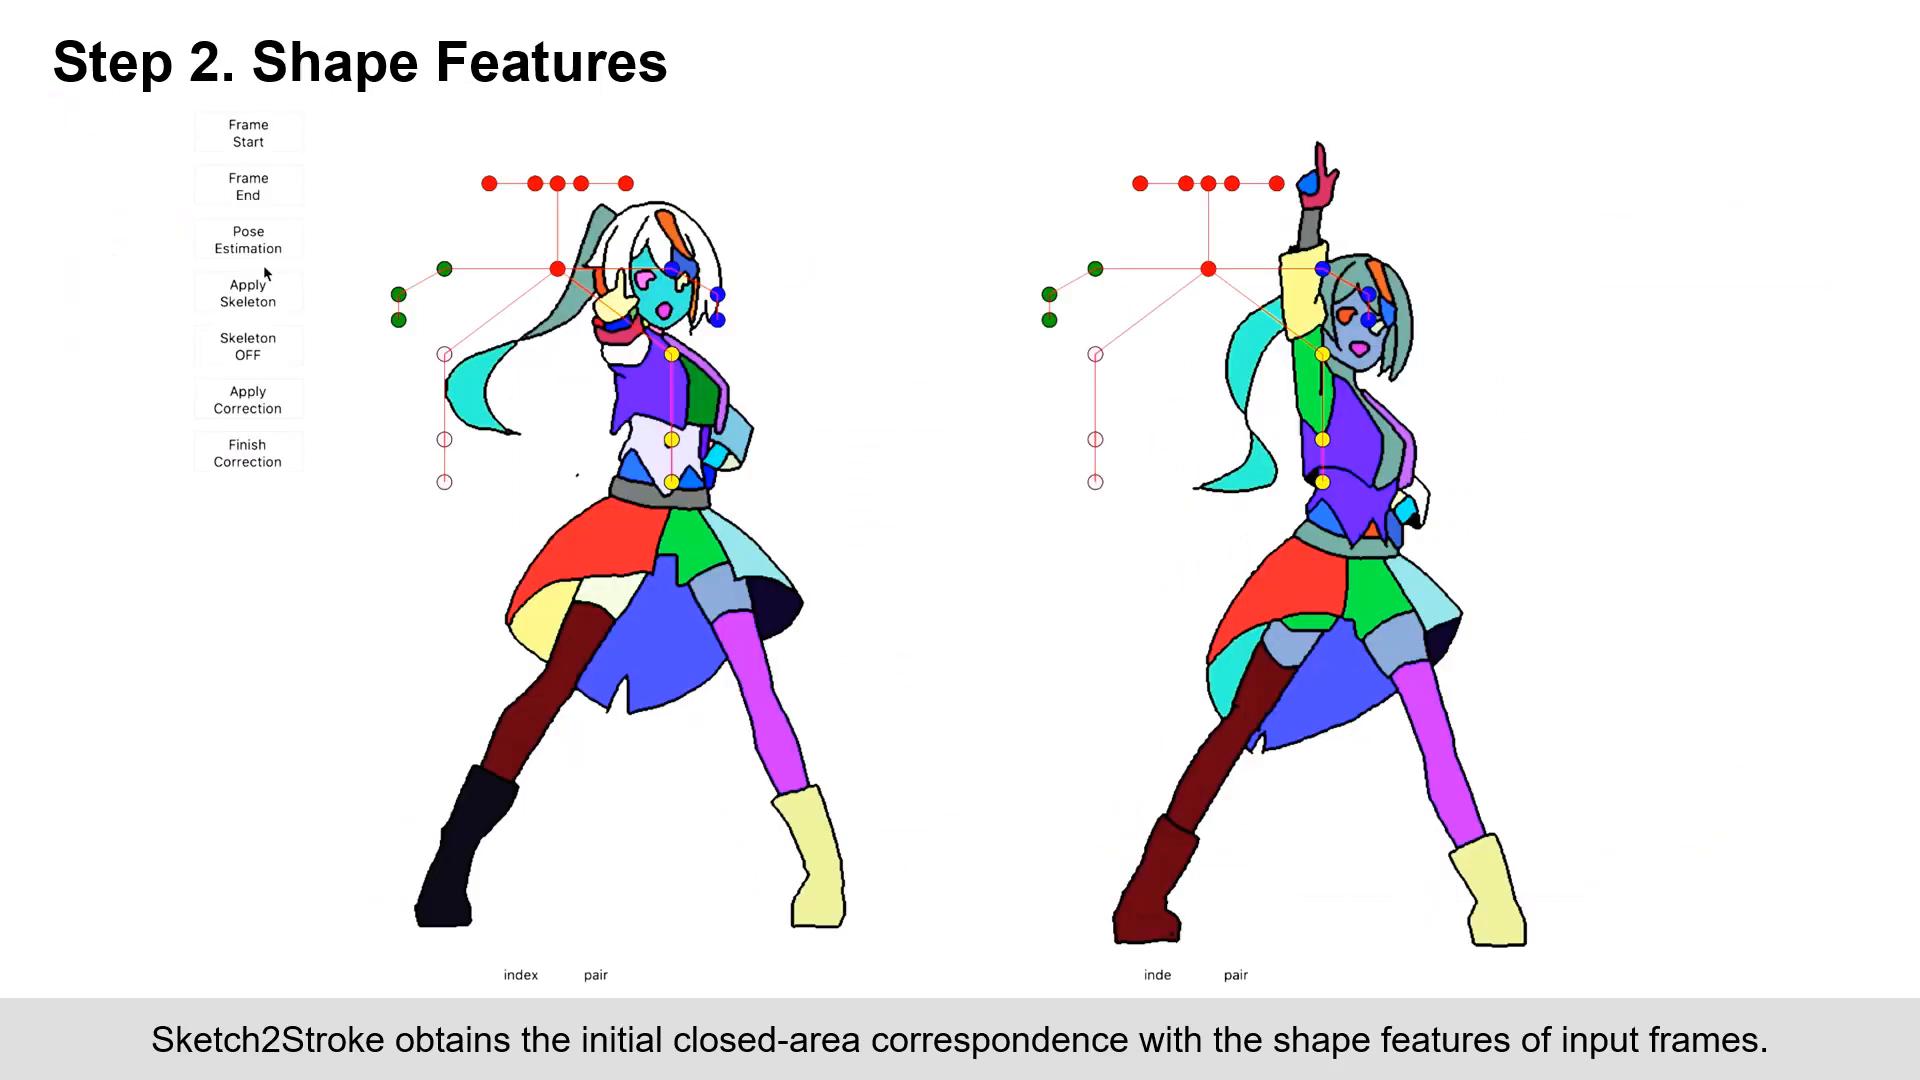 Step 2. Shape Features
Frame
Start
Frame
End
Pose
Estimation
Apply
Skeleton
Skeleton
OFF
Apply
Correction
Finish
Correction
index pair
inde pair
Sketch2Stroke obtains the initial closed-area correspondence with the shape features of input frames.